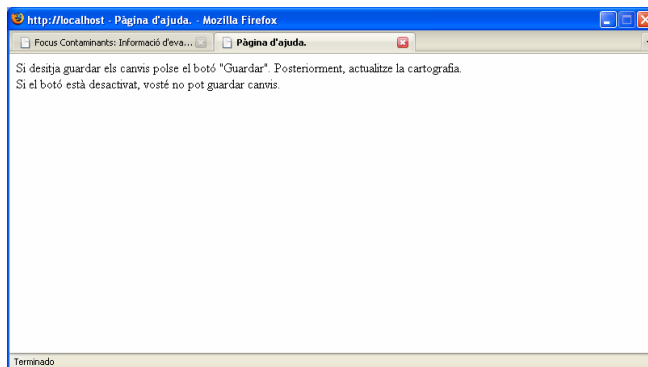 http://localhost - Pàgina d'ajuda. - Mozilla Firefox
Focus Contaminants: Informació d'eva...
Pàgina d'ajuda.
Si desitja guardar els canvis polse el botó "Guardar". Posteriorment, actualitze la cartografia.
Si el botó està desactivat, vosté no pot guardar canvis.
Terminado